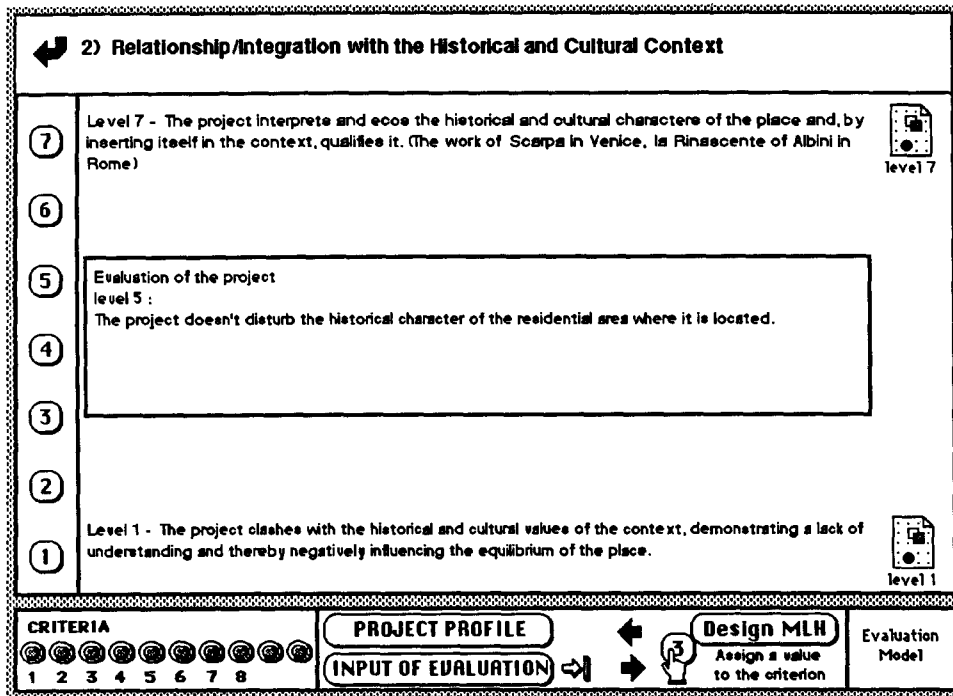 2) Relationship/Integration with the Historical and Cultural Context
7
Level 7 - The project interprets and ecos the historical and cultural characters of the place and, by
inserting itself in the context, qualifies it. (The work of Scarpa in Venice, la Rinascente of Albini in
Rome)
level 7
6
5
Evaluation of the project
level 5 :
The project doesn't disturb the historical character of the residential area where it is located.
4
3
2
Level 1 - The project clashes with the historical and cultural values of the context, demonstrating a lack of
understanding and thereby negatively influencing the equilibrium of the place.
1
level 1
CRITERIA
1 2 3 4 5 6 7 8
PROJECT PROFILE
INPUT OF EVALUATION
3
Design MLH
Assign a value
to the criterion
Evaluation
Model